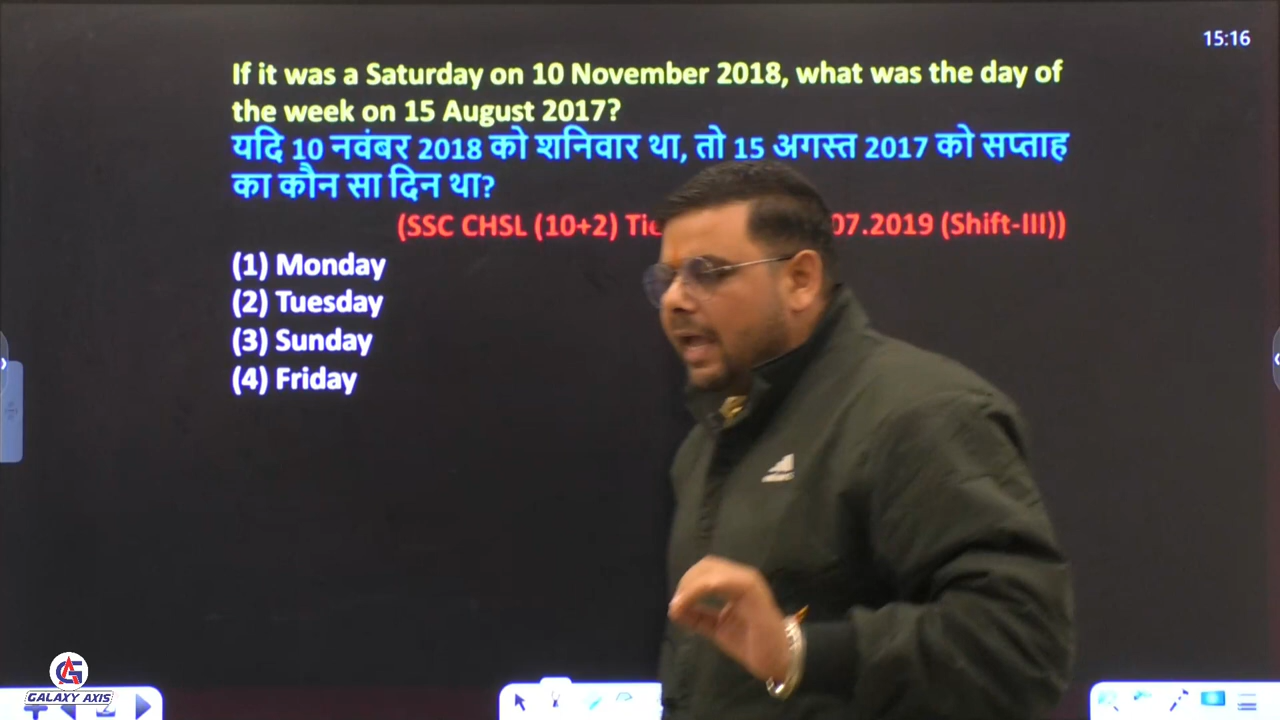 15:16
If it was a Saturday on 10 November 2018, what was the day of
the week on 15 August 2017?
यदि 10 नवंबर 2018 को शनिवार था, तो 15 अगस्त 2017 को सप्ताह
का कौन सा दिन था?
(SSC CHSL (10+2) 07.2019 (Shift-III))
(1) Monday
(2) Tuesday
(3) Sunday
(4) Friday
GALAXY AXIS